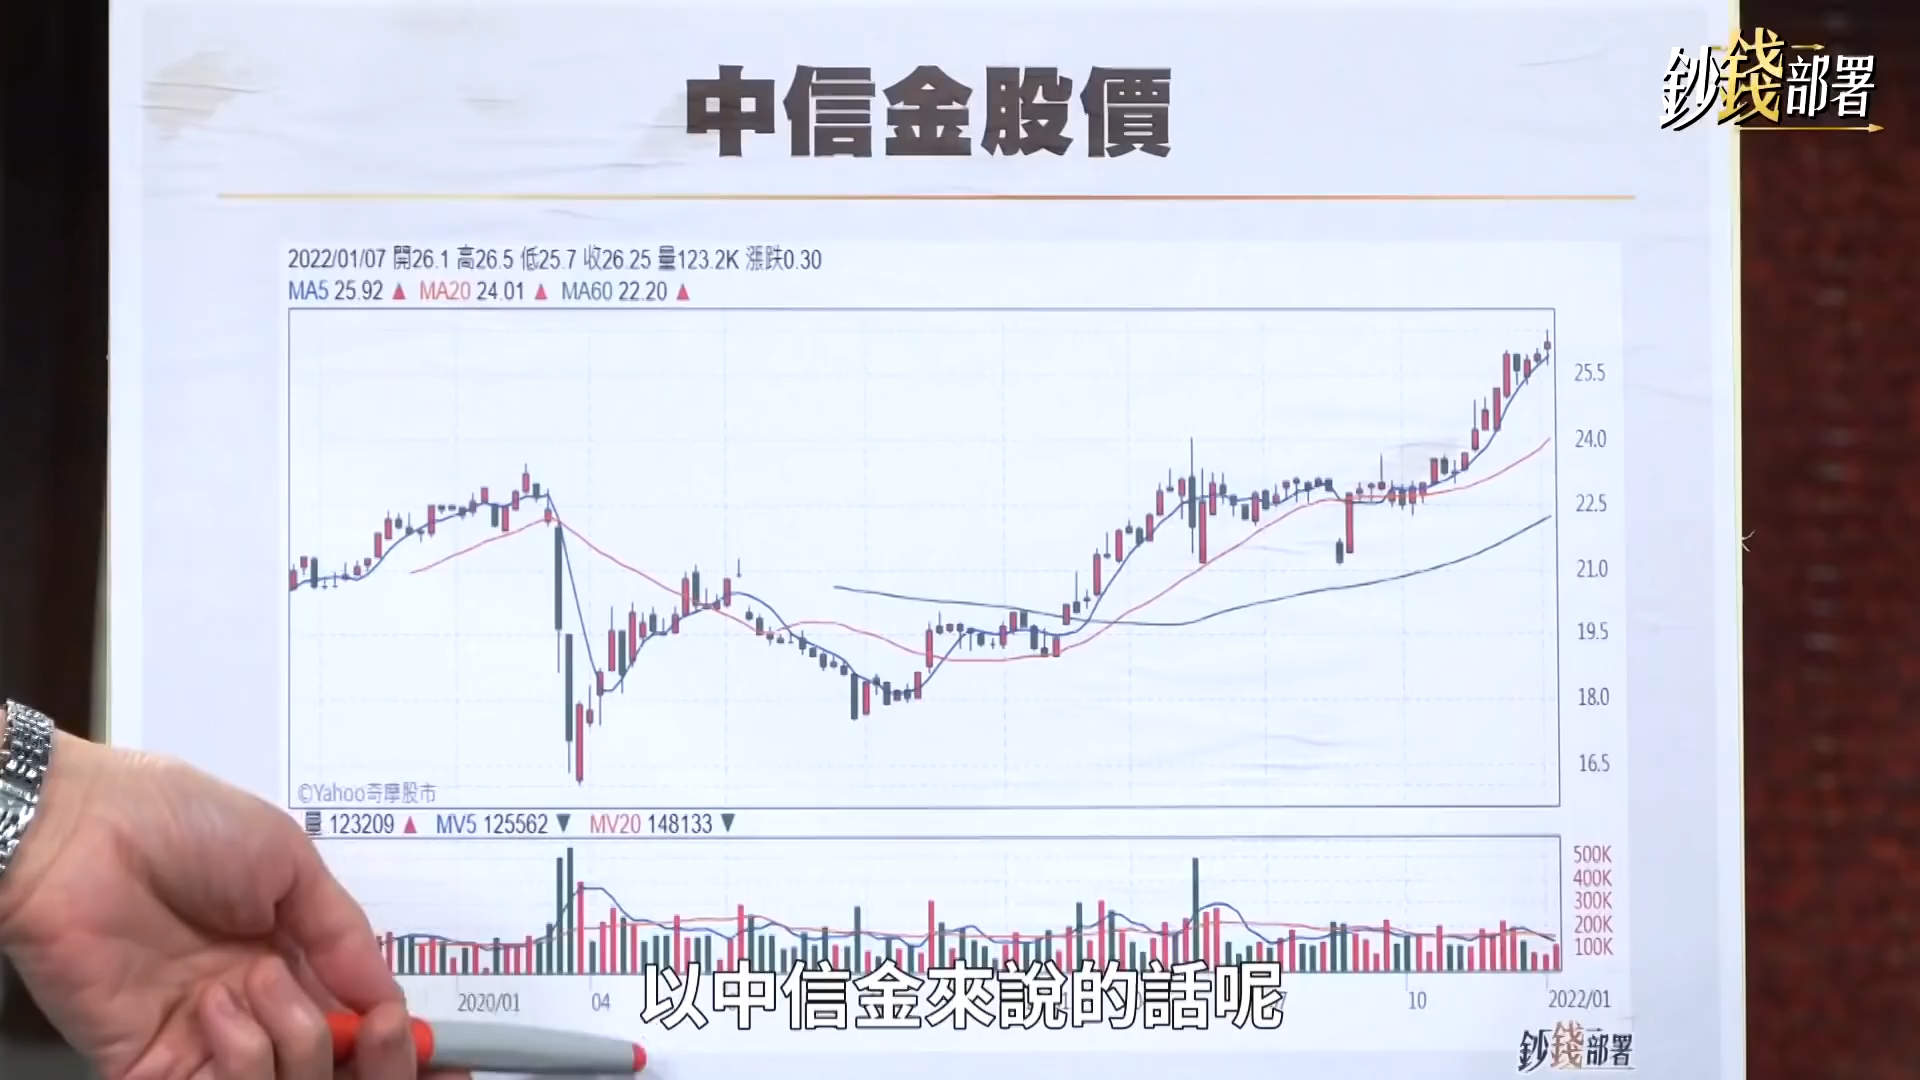 鈔錢部署
中信金股價
2022/01/07 開26.1 高26.5 低25.7 收26.25 量123.2K 漲跌0.30
MA5 25.92 ▲ MA20 24.01 ▲ MA60 22.20 ▲
25.5
24.0
22.5
21.0
19.5
18.0
16.5
©Yahoo奇摩股市
量 123209 ▲ MV5 125562 ▼ MV20 148133 ▼
500K
400K
300K
200K
100K
2020/01 04 10 2022/01
以中信金來說的話呢
鈔錢部署